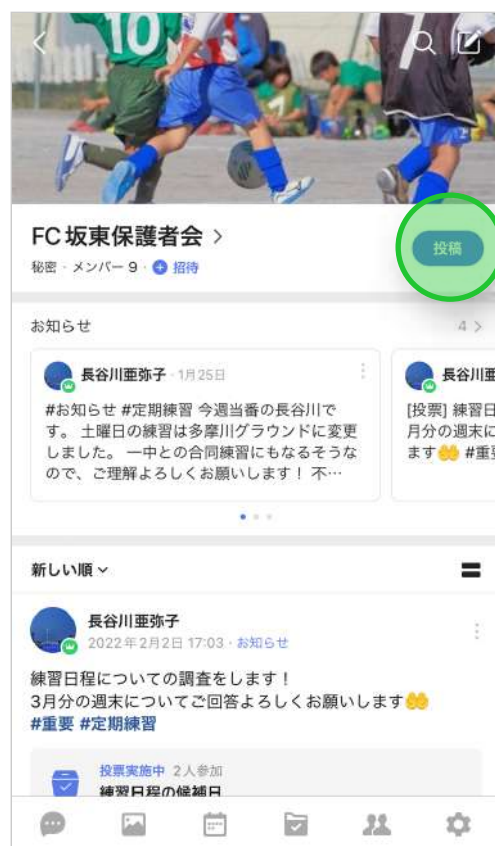 10
FC坂東保護者会 >
投稿
秘密 · メンバー 9 · 招待
お知らせ
4 >
長谷川亜弥子 · 1月25日
#お知らせ #定期練習 今週当番の長谷川で
す。 土曜日の練習は多摩川グラウンドに変更
しました。 一中との合同練習にもなるそうな
ので、ご理解よろしくお願いします！ 不…
長谷川亜
[投票] 練習日
月分の週末に
ます🤲 #重要
新しい順
長谷川亜弥子
2022年2月2日 17:03 · お知らせ
練習日程についての調査をします！
3月分の週末についてご回答よろしくお願いします🤲
#重要 #定期練習
投票実施中 2人参加
練習日程の候補日